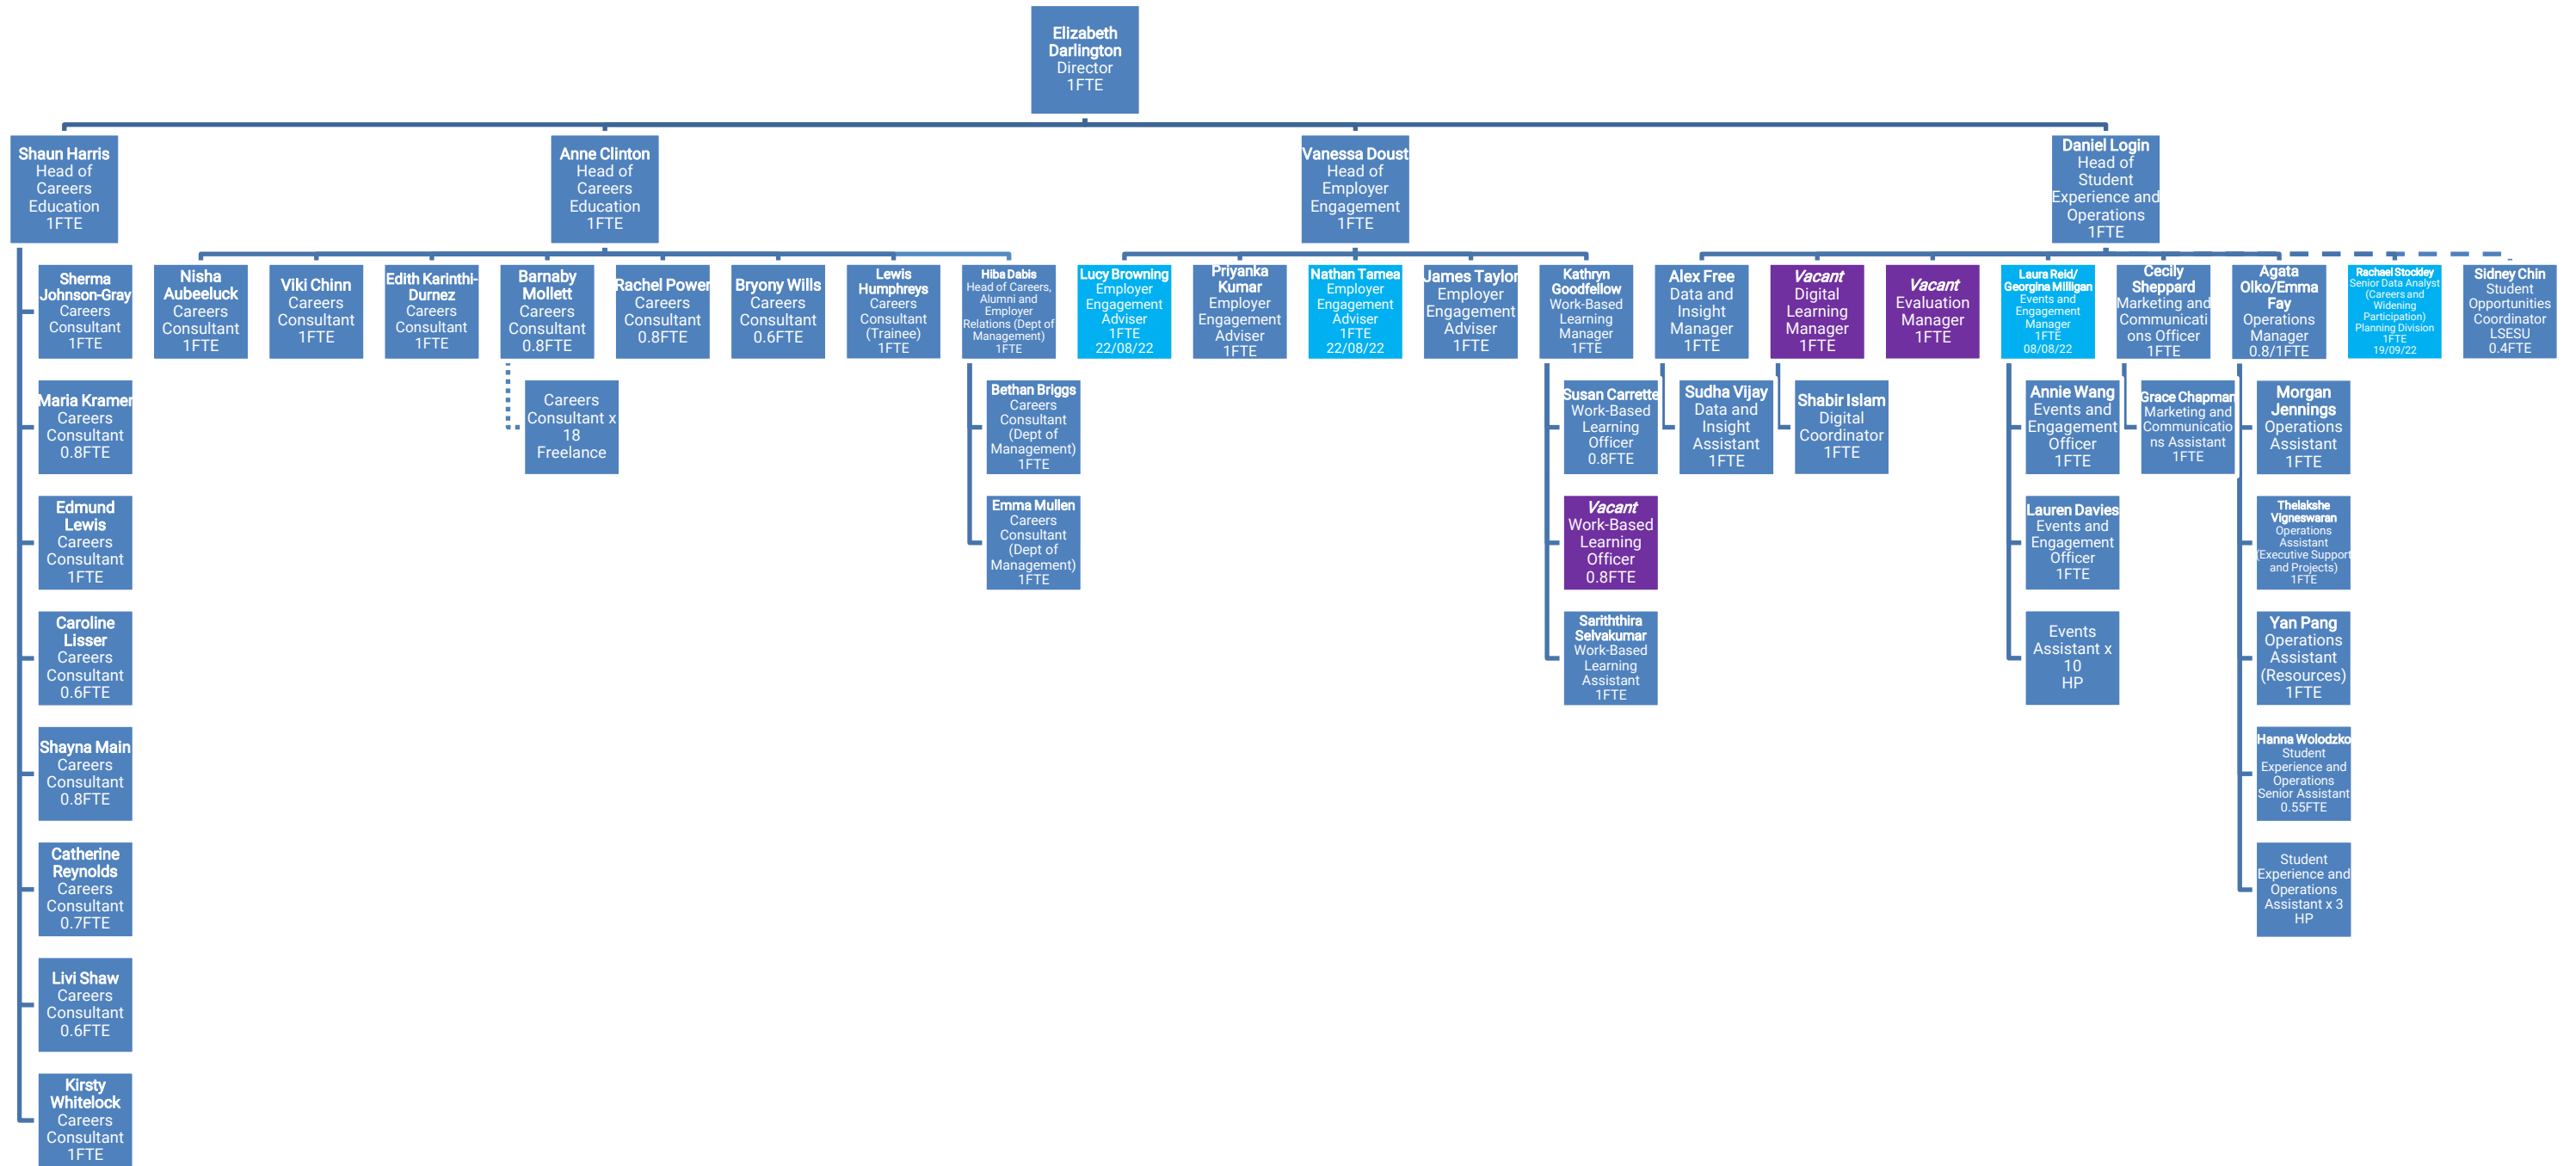 Elizabeth
Darlington
Director
1FTE
Shaun Harris
Head of
Careers
Education
1FTE
Anne Clinton
Head of
Careers
Education
1FTE
Vanessa Doust
Head of
Employer
Engagement
1FTE
Daniel Login
Head of
Student
Experience and
Operations
1FTE
Sherma
Johnson-Gray
Careers
Consultant
1FTE
Nisha
Aubeeluck
Careers
Consultant
1FTE
Viki Chinn
Careers
Consultant
1FTE
Edith Karinthi-
Durnez
Careers
Consultant
1FTE
Barnaby
Mollett
Careers
Consultant
0.8FTE
Rachel Power
Careers
Consultant
0.8FTE
Bryony Wills
Careers
Consultant
0.6FTE
Lewis
Humphreys
Careers
Consultant
(Trainee)
1FTE
Hiba Dabis
Head of Careers,
Alumni and
Employer
Relations (Dept of
Management)
1FTE
Lucy Browning
Employer
Engagement
Adviser
1FTE
22/08/22
Priyanka
Kumar
Employer
Engagement
Adviser
1FTE
Nathan Tarnea
Employer
Engagement
Adviser
1FTE
22/08/22
James Taylor
Employer
Engagement
Adviser
1FTE
Kathryn
Goodfellow
Work-Based
Learning
Manager
1FTE
Alex Free
Data and
Insight
Manager
1FTE
Vacant
Digital
Learning
Manager
1FTE
Vacant
Evaluation
Manager
1FTE
Laura Reid/
Georgina Milligan
Events and
Engagement
Manager
1FTE
08/08/22
Cecily
Sheppard
Marketing and
Communicati
ons Officer
1FTE
Agata
Olko/Emma
Fay
Operations
Manager
0.8/1FTE
Rachael Stockley
Senior Data Analyst
(Careers and
Widening
Participation)
Planning Division
1FTE
19/09/22
Sidney Chin
Student
Opportunities
Coordinator
LSESU
0.4FTE
Maria Kramer
Careers
Consultant
0.8FTE
Careers
Consultant x
18
Freelance
Bethan Briggs
Careers
Consultant
(Dept of
Management)
1FTE
Susan Carrette
Work-Based
Learning
Officer
0.8FTE
Sudha Vijay
Data and
Insight
Assistant
1FTE
Shabir Islam
Digital
Coordinator
1FTE
Annie Wang
Events and
Engagement
Officer
1FTE
Grace Chapman
Marketing and
Communicatio
ns Assistant
1FTE
Morgan
Jennings
Operations
Assistant
1FTE
Edmund
Lewis
Careers
Consultant
1FTE
Emma Mullen
Careers
Consultant
(Dept of
Management)
1FTE
Vacant
Work-Based
Learning
Officer
0.8FTE
Lauren Davies
Events and
Engagement
Officer
1FTE
Thelakshe
Vigneswaran
Operations
Assistant
(Executive Support
and Projects)
1FTE
Caroline
Lisser
Careers
Consultant
0.6FTE
Sariththira
Selvakumar
Work-Based
Learning
Assistant
1FTE
Events
Assistant x
10
HP
Yan Pang
Operations
Assistant
(Resources)
1FTE
Shayna Main
Careers
Consultant
0.8FTE
Hanna Wolodzko
Student
Experience and
Operations
Senior Assistant
0.55FTE
Catherine
Reynolds
Careers
Consultant
0.7FTE
Student
Experience and
Operations
Assistant x 3
HP
Livi Shaw
Careers
Consultant
0.6FTE
Kirsty
Whitelock
Careers
Consultant
1FTE